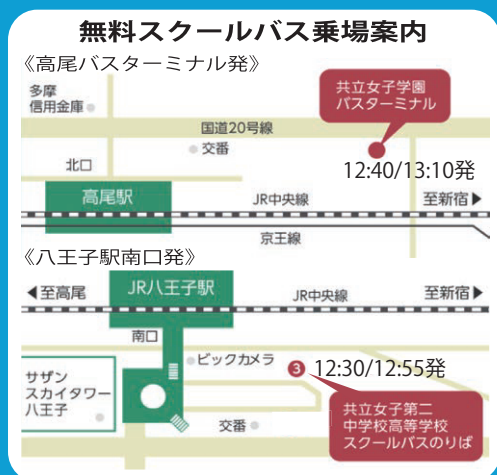 無料スクールバス乗場案内
《高尾バスターミナル発》
多摩
信用金庫
共立女子学園
バスターミナル
国道20号線
交番
北口
12:40/13:10発
高尾駅
JR中央線
至新宿▶
京王線
《八王子駅南口発》
◀至高尾
JR八王子駅
JR中央線
至新宿▶
南口
ビックカメラ
❸ 12:30/12:55発
サザン
スカイタワー
八王子
交番
共立女子第二
中学校高等学校
スクールバスのりば